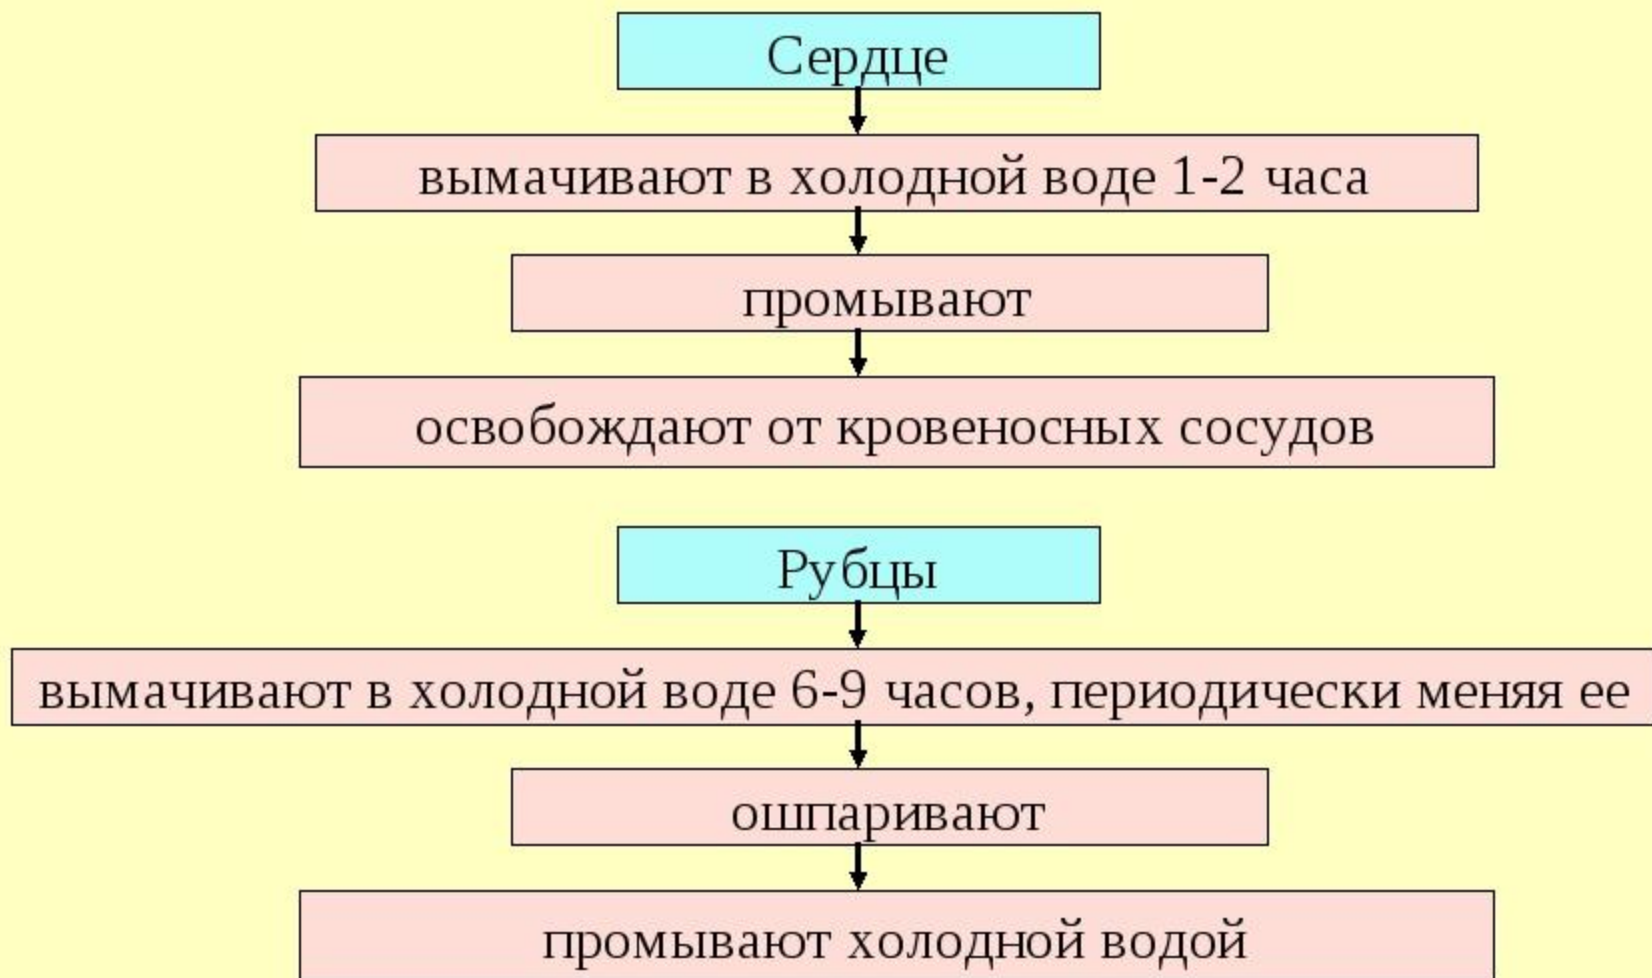 Сердце
вымачивают в холодной воде 1-2 часа
промывают
освобождают от кровеносных сосудов
Рубцы
вымачивают в холодной воде 6-9 часов, периодически меняя ее
ошпаривают
промывают холодной водой